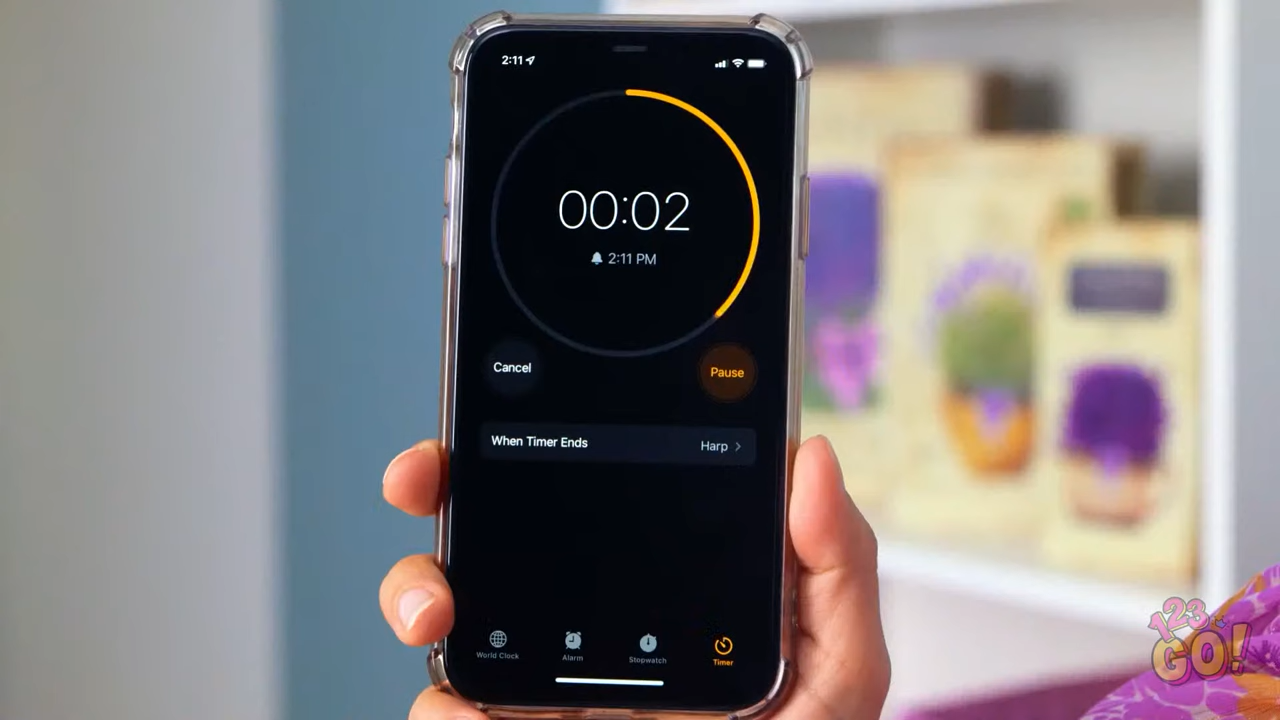 2:11
00:02
2:11 PM
Cancel
Pause
When Timer Ends
Harp
World Clock
Alarm
Stopwatch
Timer
123
GO!